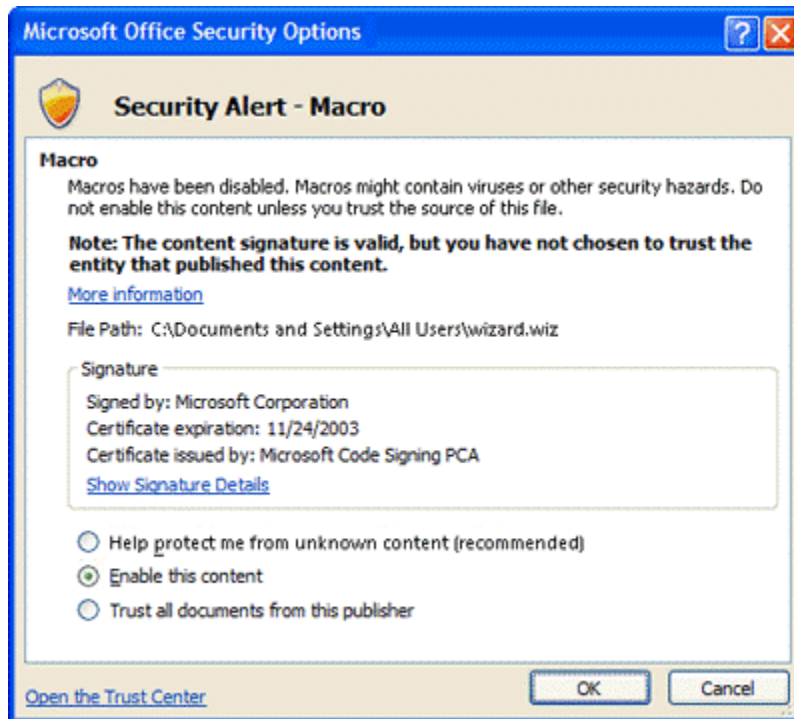 Microsoft Office Security Options
Security Alert - Macro
Macro
Macros have been disabled. Macros might contain viruses or other security hazards. Do
not enable this content unless you trust the source of this file.
Note: The content signature is valid, but you have not chosen to trust the
entity that published this content.
More information
File Path: C:\Documents and Settings\All Users\wizard.wiz
Signature
Signed by: Microsoft Corporation
Certificate expiration: 11/24/2003
Certificate issued by: Microsoft Code Signing PCA
Show Signature Details
Help protect me from unknown content (recommended)
Enable this content
Trust all documents from this publisher
Open the Trust Center
OK
Cancel